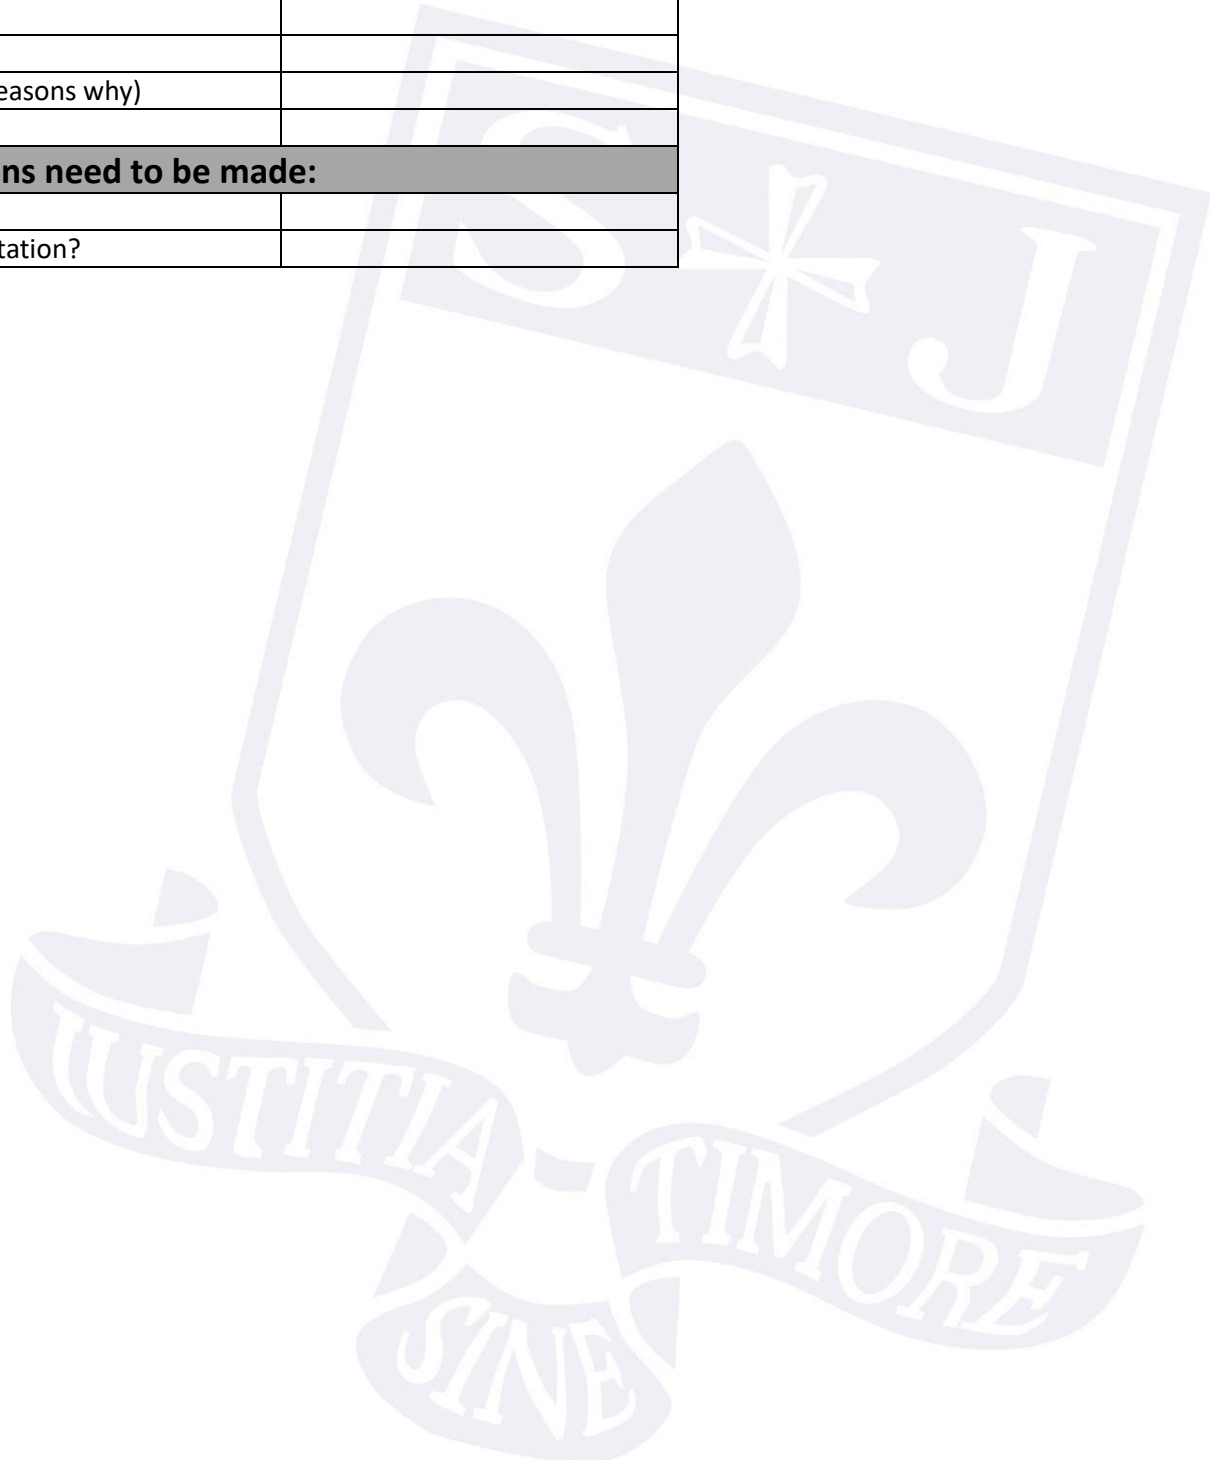 easons why)
ns need to be made:
tation?
S J
IUSTITIA
SINE
TIMORE